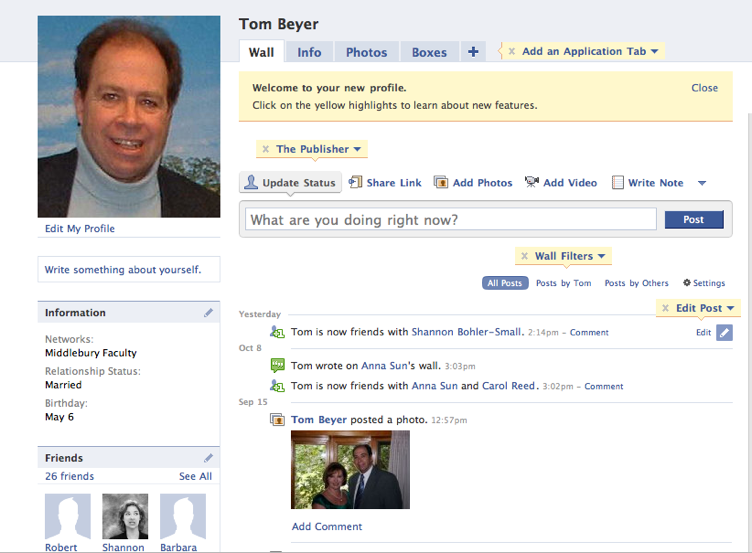 Tom Beyer
Wall Info Photos Boxes + x Add an Application Tab
Welcome to your new profile. Close
Click on the yellow highlights to learn about new features.
x The Publisher
Update Status Share Link Add Photos Add Video Write Note
What are you doing right now? Post
Edit My Profile
Write something about yourself.
Information
Networks:
Middlebury Faculty
Relationship Status:
Married
Birthday:
May 6
Friends
26 friends See All
Robert Shannon Barbara
x Wall Filters
All Posts Posts by Tom Posts by Others Settings
x Edit Post
Yesterday
Tom is now friends with Shannon Bohler-Small. 2:14pm - Comment Edit
Oct 8
Tom wrote on Anna Sun's wall. 3:03pm
Tom is now friends with Anna Sun and Carol Reed. 3:02pm - Comment
Sep 15
Tom Beyer posted a photo. 12:57pm
Add Comment